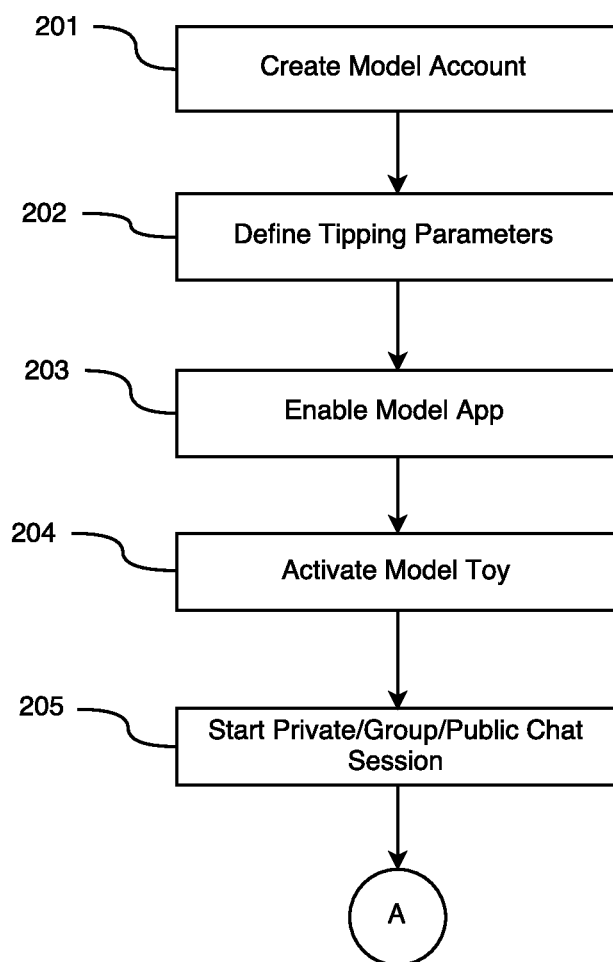 201
Create Model Account
202
Define Tipping Parameters
203
Enable Model App
204
Activate Model Toy
205
Start Private/Group/Public Chat
Session
A